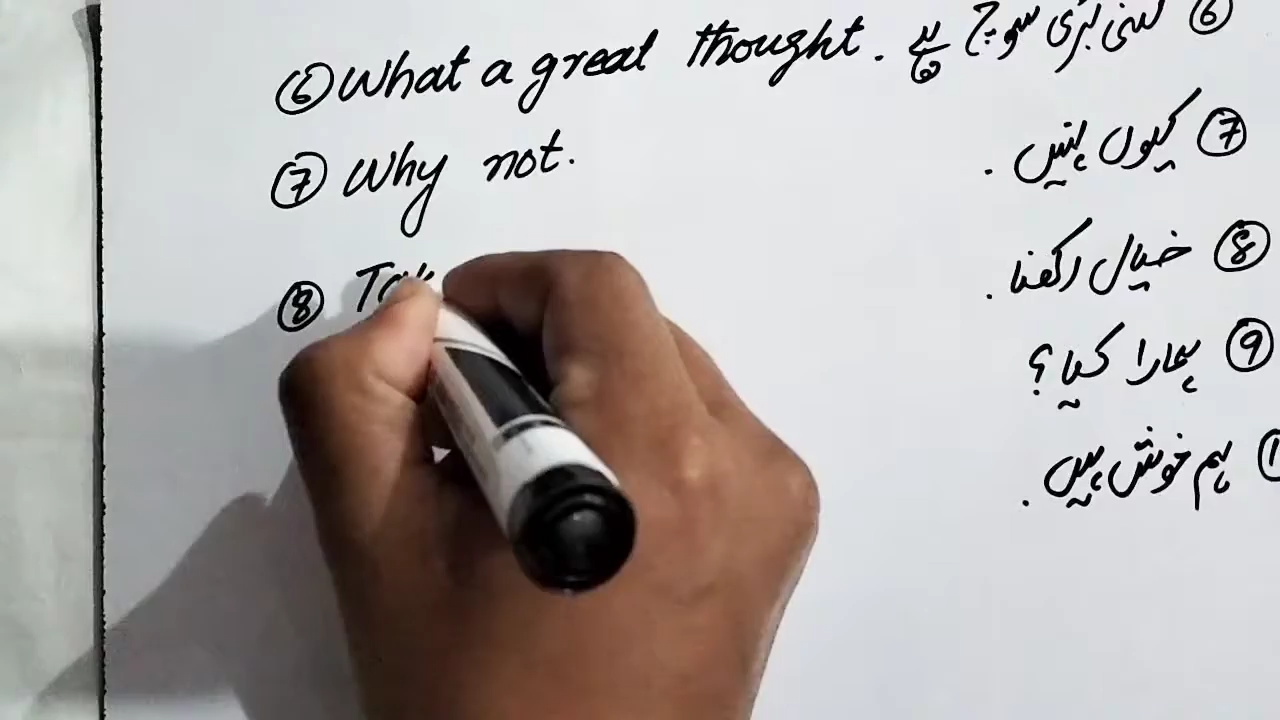 ⑥ What a great thought. کتنی بڑی سوچ ہے ⑥
⑦ Why not. کیوں نہیں. ⑦
⑧ خیال رکھنا. ⑧
ہمارا کیا؟ ⑨
ہم خوش ہیں.